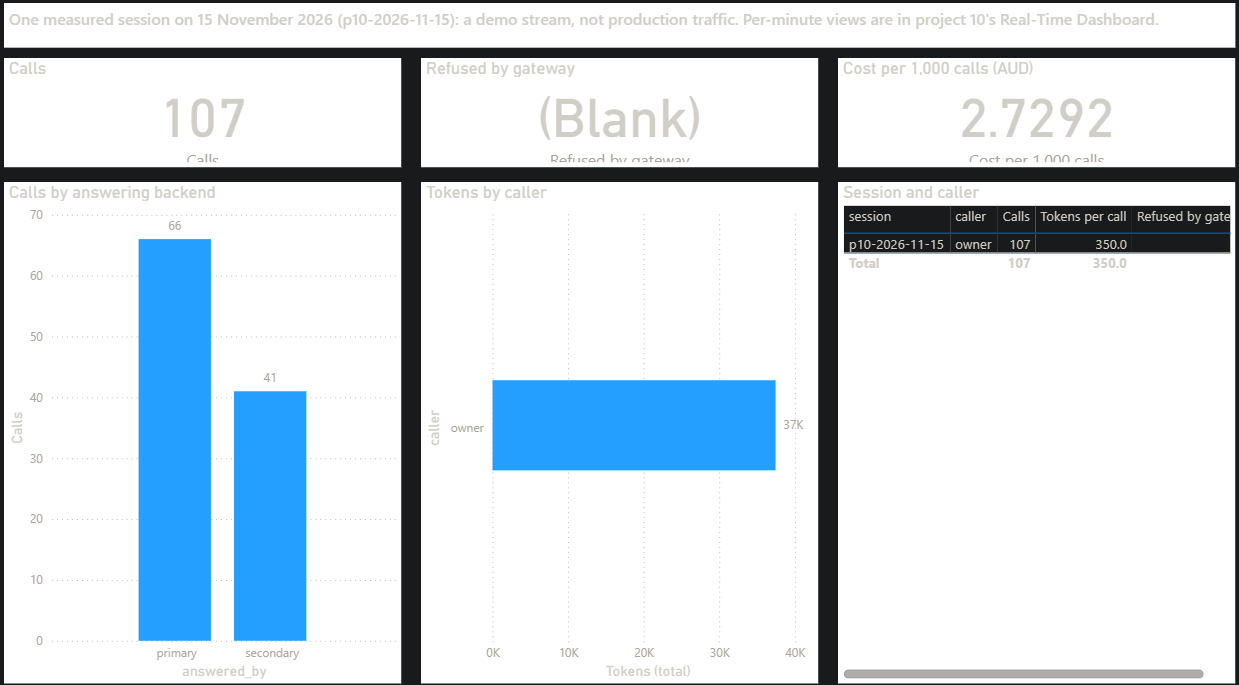 One measured session on 15 November 2026 (p10-2026-11-15): a demo stream, not production traffic. Per-minute views are in project 10's Real-Time Dashboard.
Calls
107
Calls
Refused by gateway
(Blank)
Refused by gateway
Cost per 1,000 calls (AUD)
2.7292
Cost per 1,000 calls
Calls by answering backend
70
60
50
40
30
20
10
0
Calls
66
41
primary secondary
answered_by
Tokens by caller
caller
owner
37K
0K 10K 20K 30K 40K
Tokens (total)
Session and caller
session caller Calls Tokens per call Refused by gate
p10-2026-11-15 owner 107 350.0
Total 107 350.0